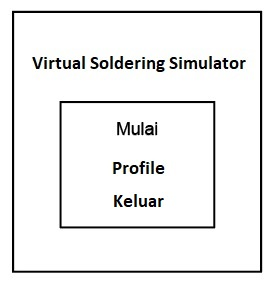 Virtual Soldering Simulator
Mulai
Profile
Keluar